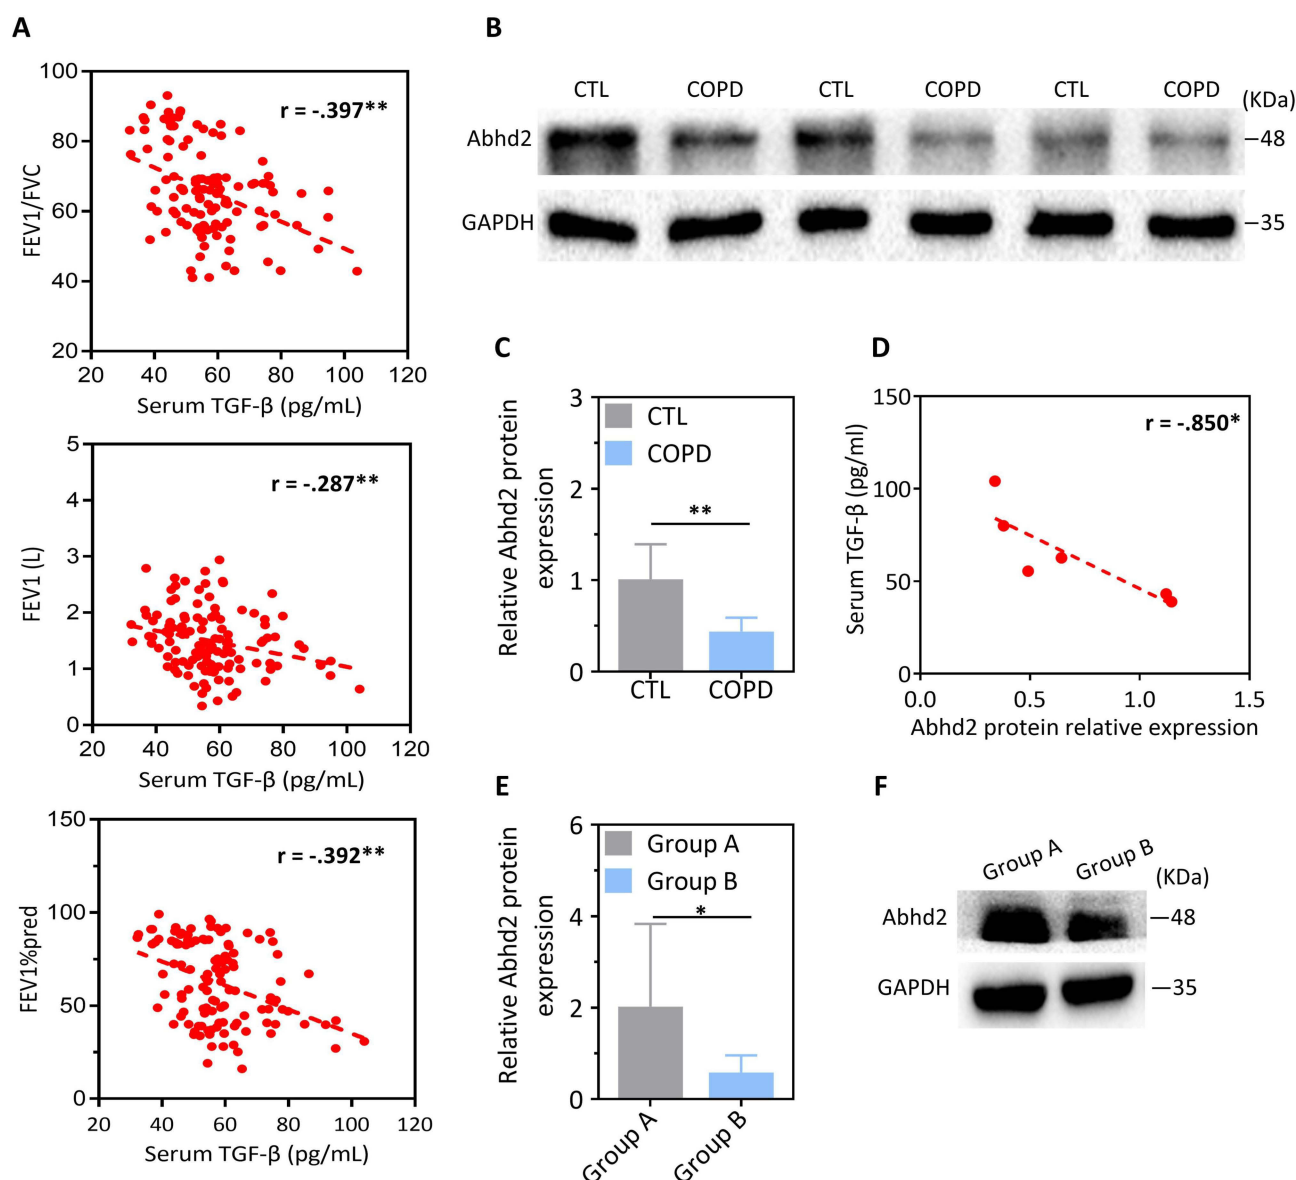 A
100
80
60
40
20
FEV1/FVC
r = -.397**
20 40 60 80 100 120
Serum TGF-β (pg/mL)
5
4
3
2
1
0
FEV1 (L)
r = -.287**
20 40 60 80 100 120
Serum TGF-β (pg/mL)
150
100
50
0
FEV1%pred
r = -.392**
20 40 60 80 100 120
Serum TGF-β (pg/mL)
B
CTL COPD CTL COPD CTL COPD
(KDa)
Abhd2 —48
GAPDH —35
C
Relative Abhd2 protein
expression
3
2
1
0
CTL
COPD
**
CTL COPD
D
Serum TGF-β (pg/ml)
150
100
50
0
r = -.850*
0.0 0.5 1.0 1.5
Abhd2 protein relative expression
E
Relative Abhd2 protein
expression
6
4
2
0
Group A
Group B
*
Group A Group B
F
Group A Group B
(KDa)
Abhd2 —48
GAPDH —35